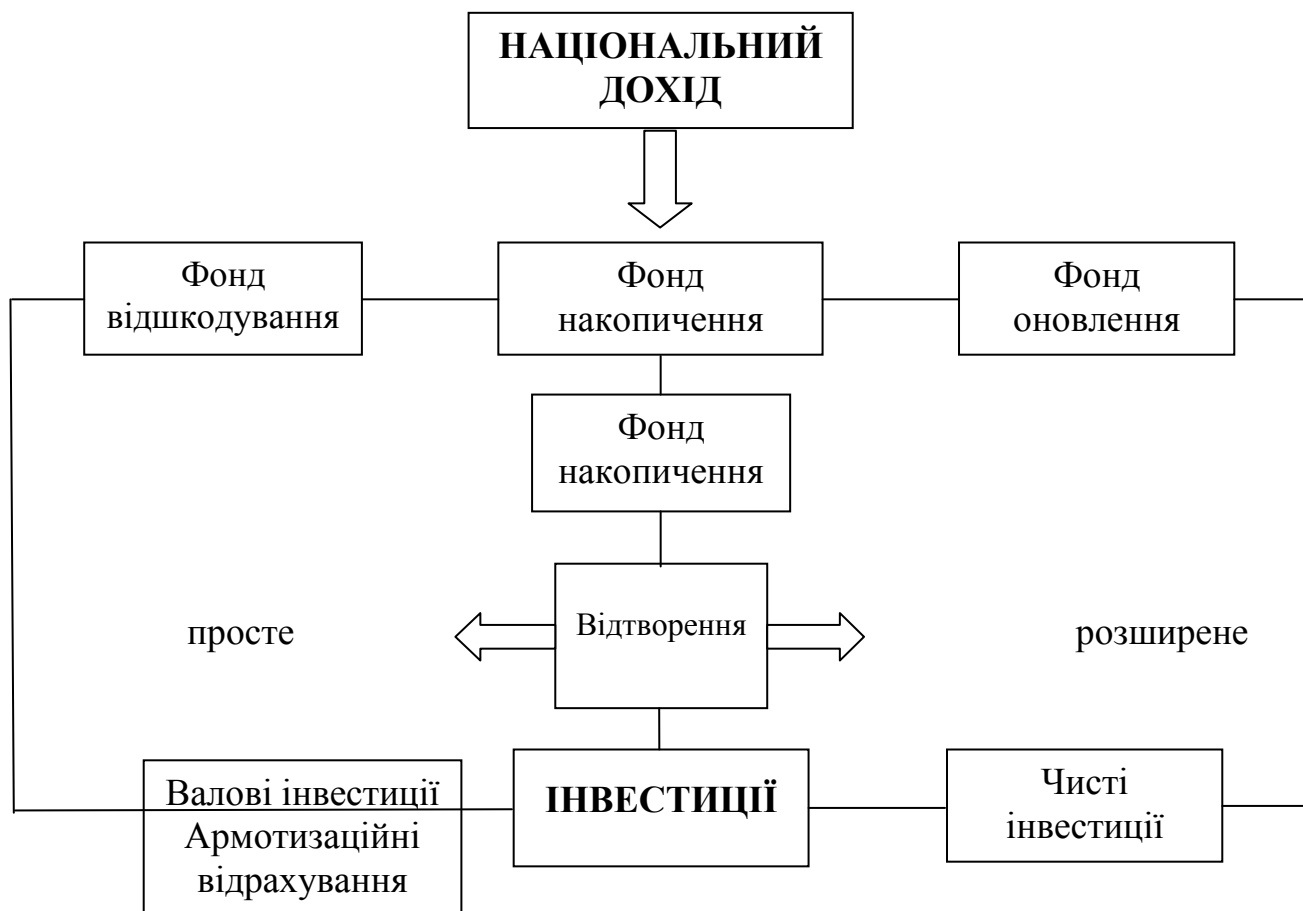 НАЦІОНАЛЬНИЙ
ДОХІД
Фонд
відшкодування
Фонд
накопичення
Фонд
оновлення
Фонд
накопичення
просте
Відтворення
розширене
Валові інвестиції
Армотизаційні
відрахування
ІНВЕСТИЦІЇ
Чисті
інвестиції